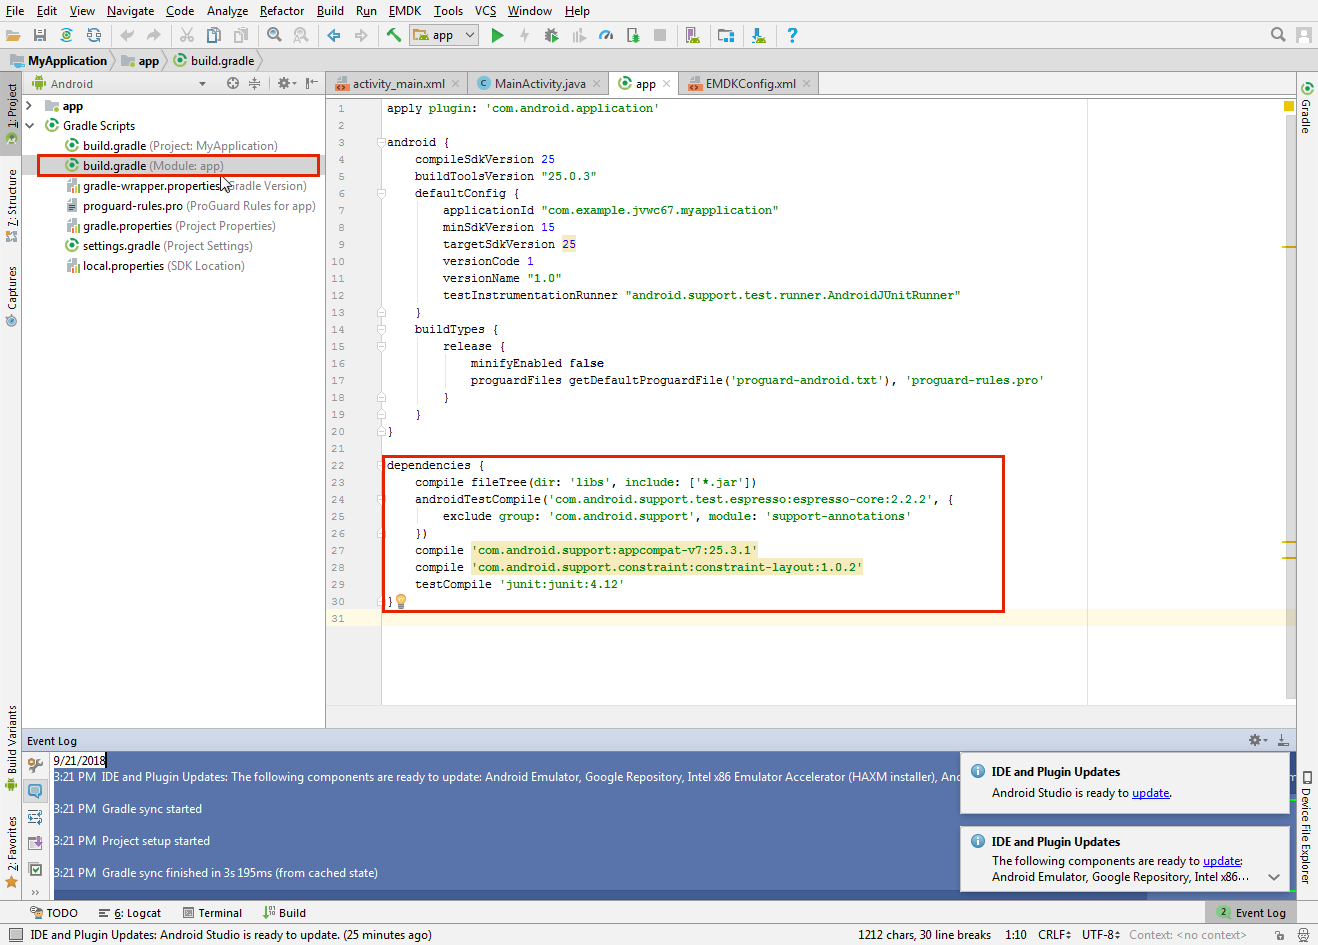 File Edit View Navigate Code Analyze Refactor Build Run EMDK Tools VCS Window Help
app
MyApplication app build.gradle
Android
activity_main.xml MainActivity.java app EMDKConfig.xml
1: Project
7: Structure
Captures
Build Variants
2: Favorites
app
Gradle Scripts
build.gradle (Project: MyApplication)
build.gradle (Module: app)
gradle-wrapper.properties (Gradle Version)
proguard-rules.pro (ProGuard Rules for app)
gradle.properties (Project Properties)
settings.gradle (Project Settings)
local.properties (SDK Location)
1 apply plugin: 'com.android.application'
2
3 android {
4 compileSdkVersion 25
5 buildToolsVersion "25.0.3"
6 defaultConfig {
7 applicationId "com.example.jvwc67.myapplication"
8 minSdkVersion 15
9 targetSdkVersion 25
10 versionCode 1
11 versionName "1.0"
12 testInstrumentationRunner "android.support.test.runner.AndroidJUnitRunner"
13 }
14 buildTypes {
15 release {
16 minifyEnabled false
17 proguardFiles getDefaultProguardFile('proguard-android.txt'), 'proguard-rules.pro'
18 }
19 }
20 }
21
22 dependencies {
23 compile fileTree(dir: 'libs', include: ['*.jar'])
24 androidTestCompile('com.android.support.test.espresso:espresso-core:2.2.2', {
25 exclude group: 'com.android.support', module: 'support-annotations'
26 })
27 compile 'com.android.support:appcompat-v7:25.3.1'
28 compile 'com.android.support.constraint:constraint-layout:1.0.2'
29 testCompile 'junit:junit:4.12'
30 }
31
Gradle
Device File Explorer
Event Log
9/21/2018
3:21 PM IDE and Plugin Updates: The following components are ready to update: Android Emulator, Google Repository, Intel x86 Emulator Accelerator (HAXM installer),
3:21 PM Gradle sync started
3:21 PM Project setup started
3:21 PM Gradle sync finished in 3s 195ms (from cached state)
IDE and Plugin Updates
Android Studio is ready to update.
IDE and Plugin Updates
The following components are ready to update:
Android Emulator, Google Repository, Intel x86...
TODO 6: Logcat Terminal Build 2 Event Log
IDE and Plugin Updates: Android Studio is ready to update. (25 minutes ago) 1212 chars, 30 line breaks 1:10 CRLF UTF-8 Context: <no context>